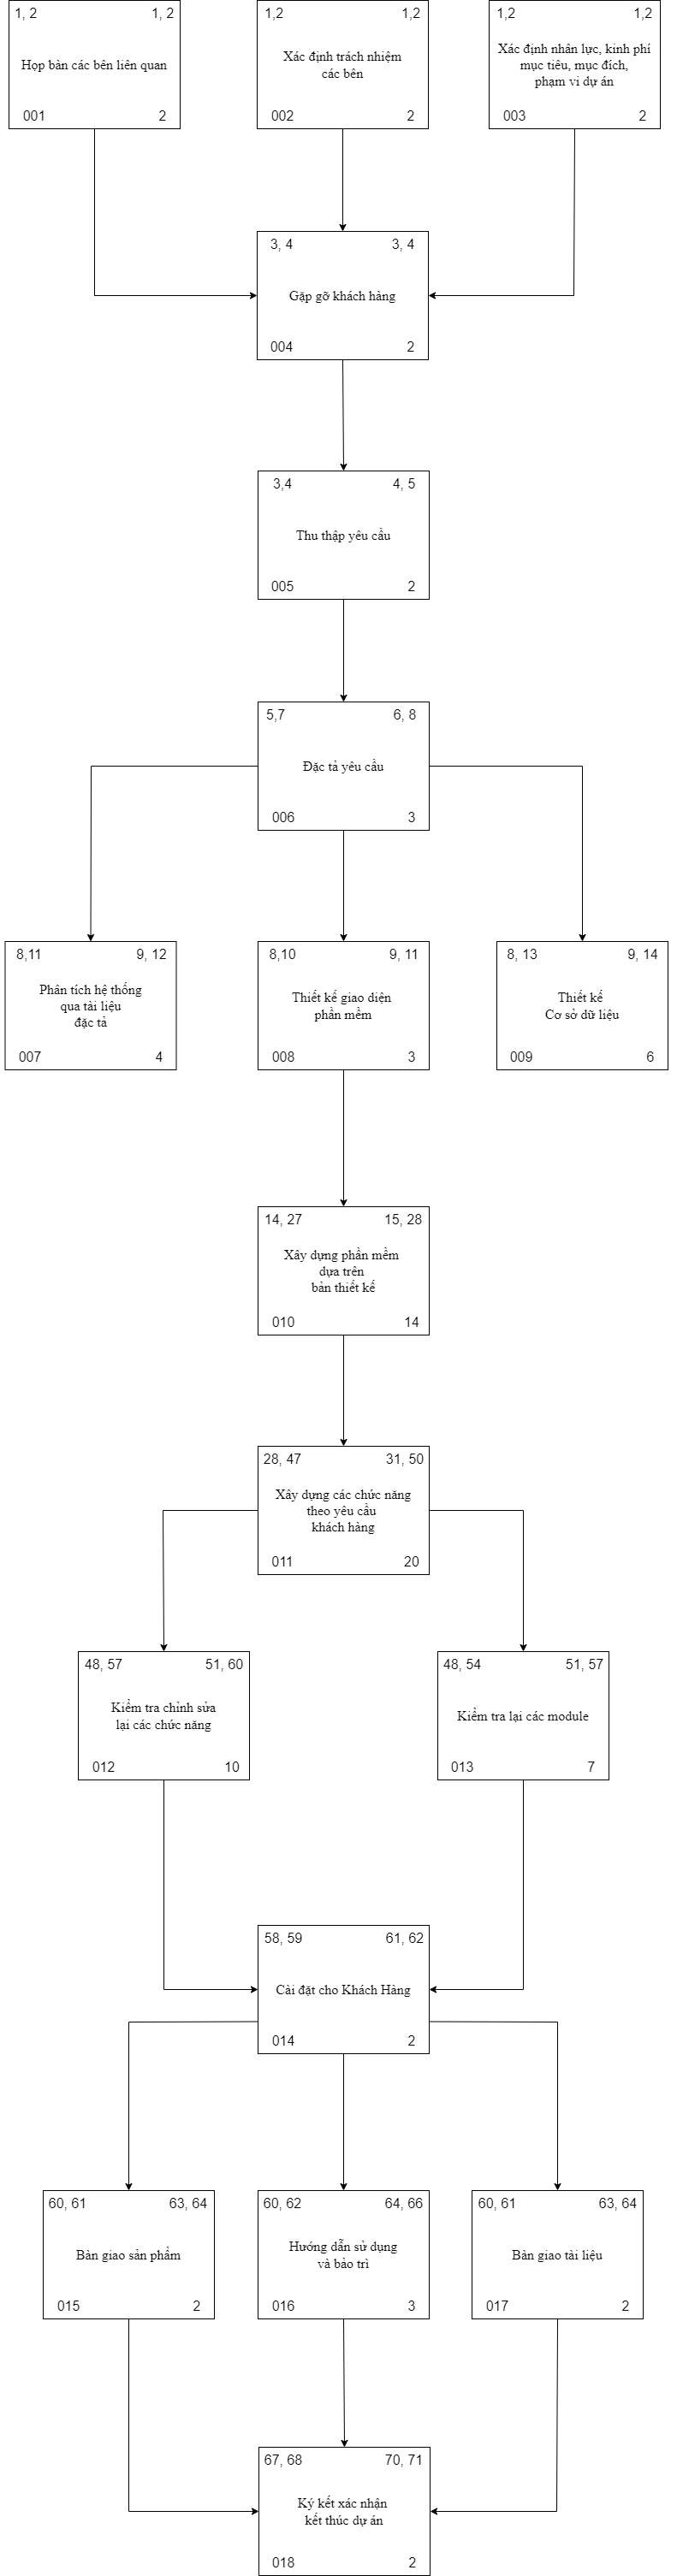 1, 2 1, 2
Họp bàn các bên liên quan
001 2
1,2 1,2
Xác định trách nhiệm
các bên
002 2
1,2 1,2
Xác định nhân lực, kinh phí
mục tiêu, mục đích,
phạm vi dự án
003 2
3, 4 3, 4
Gặp gỡ khách hàng
004 2
3,4 4, 5
Thu thập yêu cầu
005 2
5,7 6, 8
Đặc tả yêu cầu
006 3
8,11 9, 12
Phân tích hệ thống
qua tài liệu
đặc tả
007 4
8,10 9, 11
Thiết kế giao diện
phần mềm
008 3
8, 13 9, 14
Thiết kế
Cơ sở dữ liệu
009 6
14, 27 15, 28
Xây dựng phần mềm
dựa trên
bản thiết kế
010 14
28, 47 31, 50
Xây dựng các chức năng
theo yêu cầu
khách hàng
011 20
48, 57 51, 60
Kiểm tra chỉnh sửa
lại các chức năng
012 10
48, 54 51, 57
Kiểm tra lại các module
013 7
58, 59 61, 62
Cài đặt cho Khách Hàng
014 2
60, 61 63, 64
Bàn giao sản phẩm
015 2
60, 62 64, 66
Hướng dẫn sử dụng
và bảo trì
016 3
60, 61 63, 64
Bàn giao tài liệu
017 2
67, 68 70, 71
Ký kết xác nhận
kết thúc dự án
018 2